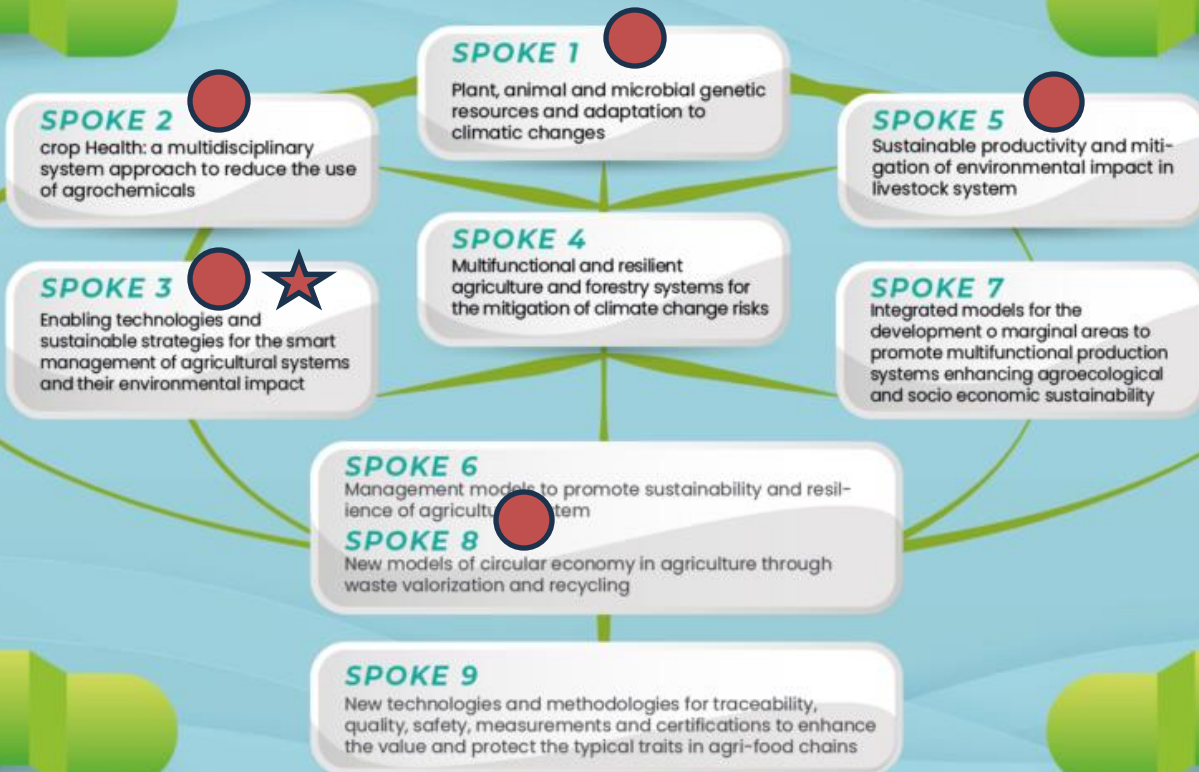 SPOKE 1
Plant, animal and microbial genetic
resources and adaptation to
climatic changes
SPOKE 2
crop Health: a multidisciplinary
system approach to reduce the use
of agrochemicals
SPOKE 5
Sustainable productivity and miti-
gation of environmental impact in
livestock system
SPOKE 4
Multifunctional and resilient
agriculture and forestry systems for
the mitigation of climate change risks
SPOKE 3
Enabling technologies and
sustainable strategies for the smart
management of agricultural systems
and their environmental impact
SPOKE 7
Integrated models for the
development o marginal areas to
promote multifunctional production
systems enhancing agroecological
and socio economic sustainability
SPOKE 6
Management models to promote sustainability and resil-
ience of
SPOKE 8
New models of circular economy in agriculture through
waste valorization and recycling
SPOKE 9
New technologies and methodologies for traceability,
quality, safety, measurements and certifications to enhance
the value and protect the typical traits in agri-food chains